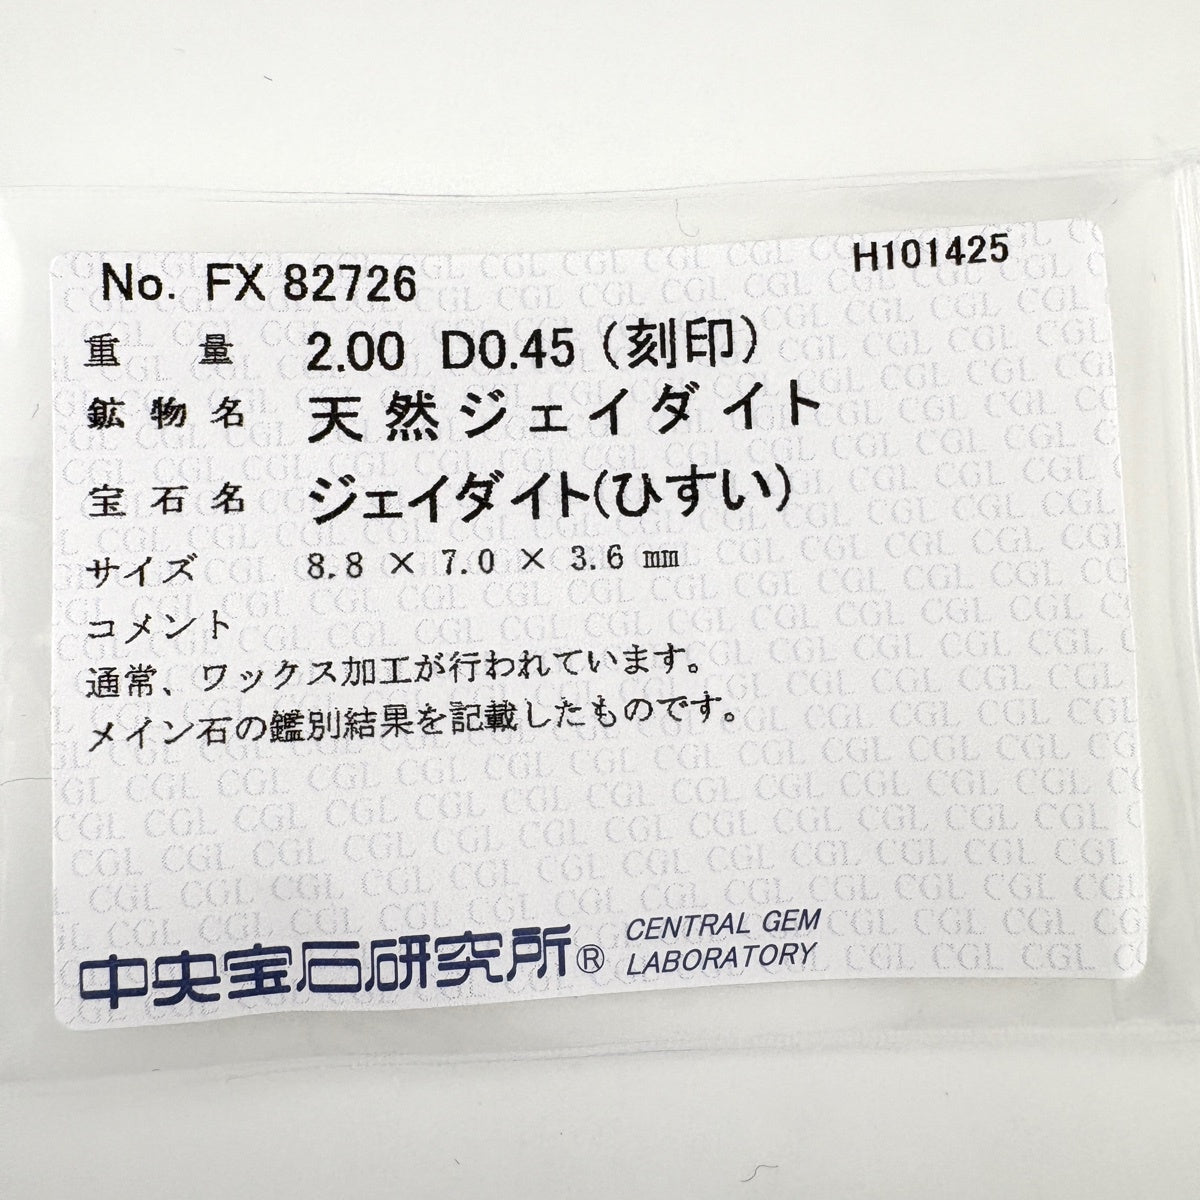 No. FX 82726
H101425
重量 2.00 D0.45 (刻印)
鉱物名 天然ジェイダイト
宝石名 ジェイダイト(ひすい)
サイズ 8.8 × 7.0 × 3.6 mm
コメント
通常、ワックス加工が行われています。
メイン石の鑑別結果を記載したものです。
中央宝石研究所® CENTRAL GEM
LABORATORY